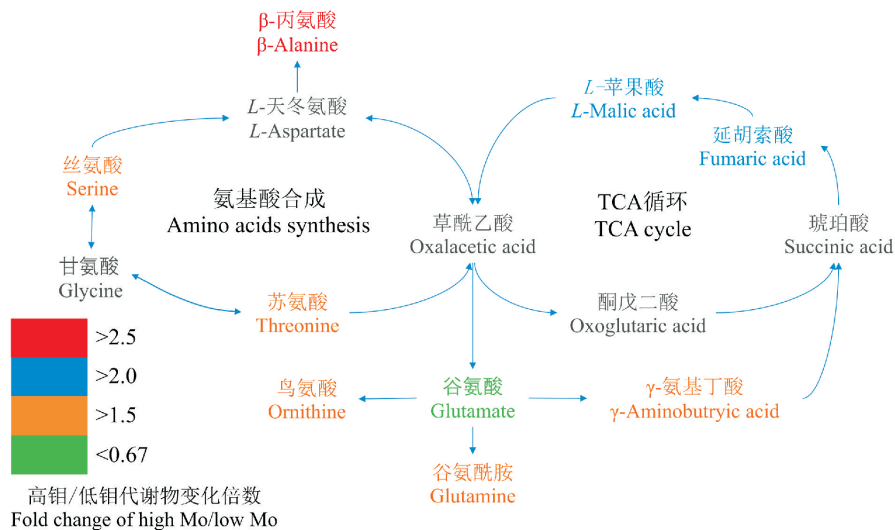 β-丙氨酸
β-Alanine
L-天冬氨酸
L-Aspartate
L-苹果酸
L-Malic acid
延胡索酸
Fumaric acid
丝氨酸
Serine
氨基酸合成
Amino acids synthesis
草酰乙酸
Oxalacetic acid
TCA循环
TCA cycle
琥珀酸
Succinic acid
甘氨酸
Glycine
苏氨酸
Threonine
酮戊二酸
Oxoglutaric acid
>2.5
>2.0
>1.5
<0.67
鸟氨酸
Ornithine
谷氨酸
Glutamate
γ-氨基丁酸
γ-Aminobutryic acid
谷氨酰胺
Glutamine
高钼/低钼代谢物变化倍数
Fold change of high Mo/low Mo